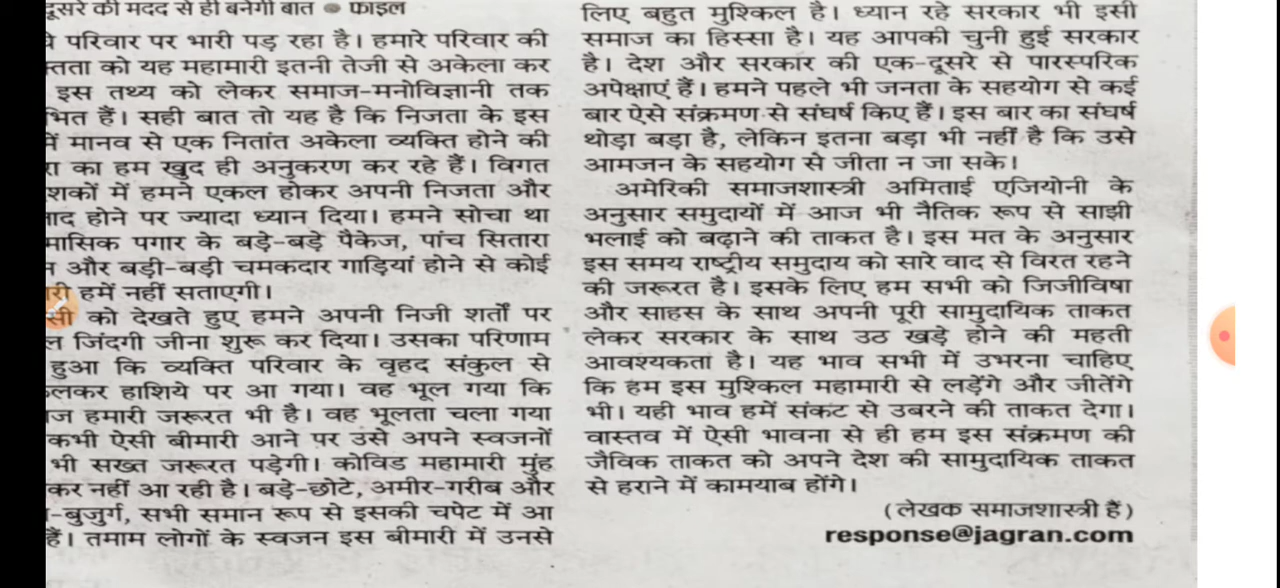 दूसरे की मदद से ही बनेगी बात ● फाइल
परिवार पर भारी पड़ रहा है। हमारे परिवार की
को यह महामारी इतनी तेजी से अकेला कर
इस तथ्य को लेकर समाज-मनोविज्ञानी तक
हैं। सही बात तो यह है कि निजता के इस
मानव से एक नितांत अकेला व्यक्ति होने की
का हम खुद ही अनुकरण कर रहे हैं। विगत
में हमने एकल होकर अपनी निजता और
होने पर ज्यादा ध्यान दिया। हमने सोचा था
मासिक पगार के बड़े-बड़े पैकेज, पांच सितारा
और बड़ी-बड़ी चमकदार गाड़ियां होने से कोई
हमें नहीं सताएगी।
को देखते हुए हमने अपनी निजी शर्तों पर
जिंदगी जीना शुरू कर दिया। उसका परिणाम
हुआ कि व्यक्ति परिवार के वृहद संकुल से
हाशिये पर आ गया। वह भूल गया कि
हमारी जरूरत भी है। वह भूलता चला गया
कभी ऐसी बीमारी आने पर उसे अपने स्वजनों
भी सख्त जरूरत पड़ेगी। कोविड महामारी मुंह
कर नहीं आ रही है। बड़े-छोटे, अमीर-गरीब और
-बुजुर्ग, सभी समान रूप से इसकी चपेट में आ
हैं। तमाम लोगों के स्वजन इस बीमारी में उनसे
लिए बहुत मुश्किल है। ध्यान रहे सरकार भी इसी
समाज का हिस्सा है। यह आपकी चुनी हुई सरकार
है। देश और सरकार की एक-दूसरे से पारस्परिक
अपेक्षाएं हैं। हमने पहले भी जनता के सहयोग से कई
बार ऐसे संक्रमण से संघर्ष किए हैं। इस बार का संघर्ष
थोड़ा बड़ा है, लेकिन इतना बड़ा भी नहीं है कि उसे
आमजन के सहयोग से जीता न जा सके।
अमेरिकी समाजशास्त्री अमिताई एजियोनी के
अनुसार समुदायों में आज भी नैतिक रूप से साझी
भलाई को बढ़ाने की ताकत है। इस मत के अनुसार
इस समय राष्ट्रीय समुदाय को सारे वाद से विरत रहने
की जरूरत है। इसके लिए हम सभी को जिजीविषा
और साहस के साथ अपनी पूरी सामुदायिक ताकत
लेकर सरकार के साथ उठ खड़े होने की महती
आवश्यकता है। यह भाव सभी में उभरना चाहिए
कि हम इस मुश्किल महामारी से लड़ेंगे और जीतेंगे
भी। यही भाव हमें संकट से उबरने की ताकत देगा।
वास्तव में ऐसी भावना से ही हम इस संक्रमण की
जैविक ताकत को अपने देश की सामुदायिक ताकत
से हराने में कामयाब होंगे।
(लेखक समाजशास्त्री हैं)
response@jagran.com